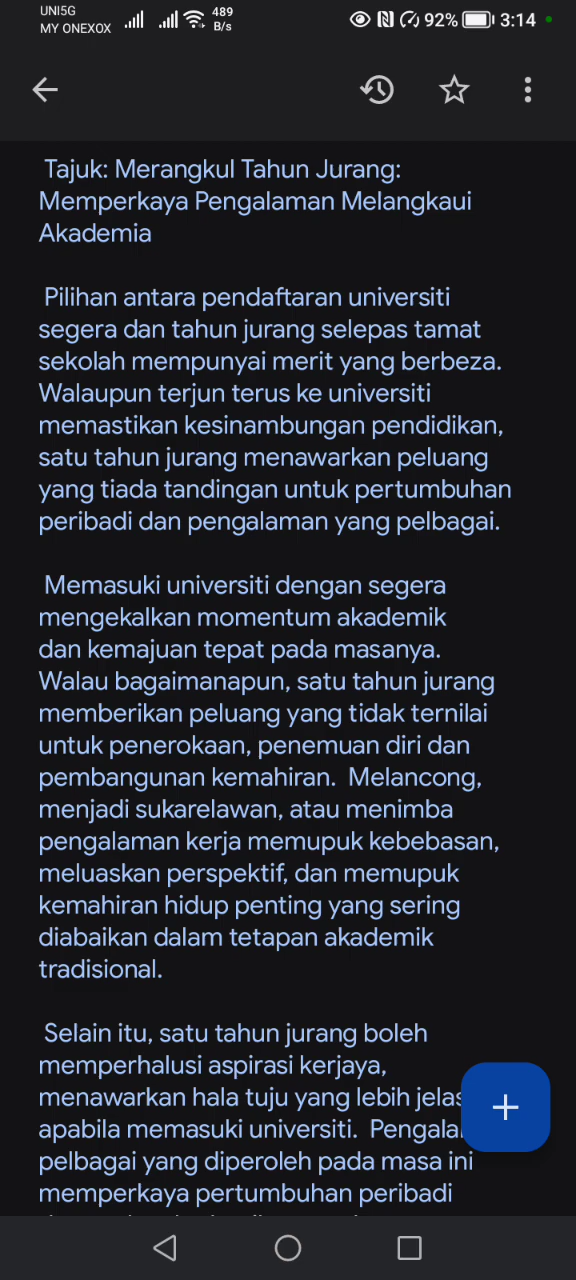 UNI5G
MY ONEXOX
489
B/s
92%
3:14
Tajuk: Merangkul Tahun Jurang:
Memperkaya Pengalaman Melangkaui
Akademia
Pilihan antara pendaftaran universiti
segera dan tahun jurang selepas tamat
sekolah mempunyai merit yang berbeza.
Walaupun terjun terus ke universiti
memastikan kesinambungan pendidikan,
satu tahun jurang menawarkan peluang
yang tiada tandingan untuk pertumbuhan
peribadi dan pengalaman yang pelbagai.
Memasuki universiti dengan segera
mengekalkan momentum akademik
dan kemajuan tepat pada masanya.
Walau bagaimanapun, satu tahun jurang
memberikan peluang yang tidak ternilai
untuk penerokaan, penemuan diri dan
pembangunan kemahiran. Melancong,
menjadi sukarelawan, atau menimba
pengalaman kerja memupuk kebebasan,
meluaskan perspektif, dan memupuk
kemahiran hidup penting yang sering
diabaikan dalam tetapan akademik
tradisional.
Selain itu, satu tahun jurang boleh
memperhalusi aspirasi kerjaya,
menawarkan hala tuju yang lebih jelas
apabila memasuki universiti.
pelbagai yang diperoleh pada masa ini
memperkaya pertumbuhan peribadi